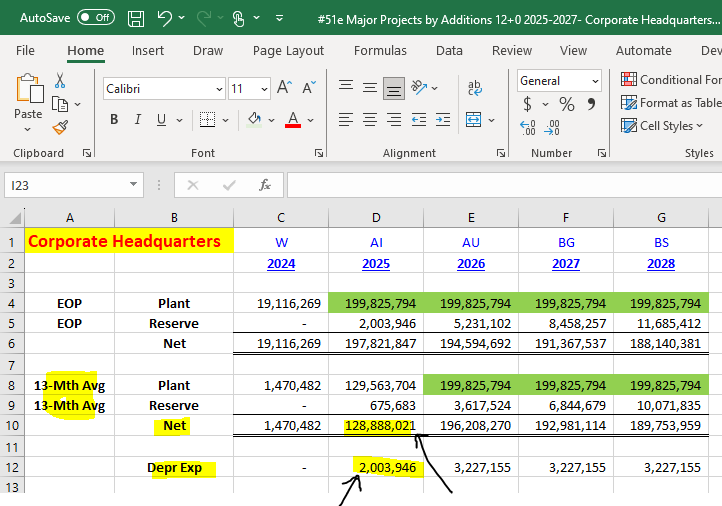 AutoSave Off #51e Major Projects by Additions 12+0 2025-2027- Corporate Headquarters...
File Home Insert Draw Page Layout Formulas Data Review View Automate Dev
Paste
Calibri 11 A A
B I U A
ab
General
$ % 9
.00 .00
Conditional For
Format as Table
Cell Styles
Clipboard Font Alignment Number Styles
I23 fx
A B C D E F G
1 Corporate Headquarters W AI AU BG BS
2 2024 2025 2026 2027 2028
3
4 EOP Plant 19,116,269 199,825,794 199,825,794 199,825,794 199,825,794
5 EOP Reserve - 2,003,946 5,231,102 8,458,257 11,685,412
6 Net 19,116,269 197,821,847 194,594,692 191,367,537 188,140,381
7
8 13-Mth Avg Plant 1,470,482 129,563,704 199,825,794 199,825,794 199,825,794
9 13-Mth Avg Reserve - 675,683 3,617,524 6,844,679 10,071,835
10 Net 1,470,482 128,888,021 196,208,270 192,981,114 189,753,959
11
12 Depr Exp - 2,003,946 3,227,155 3,227,155 3,227,155
13